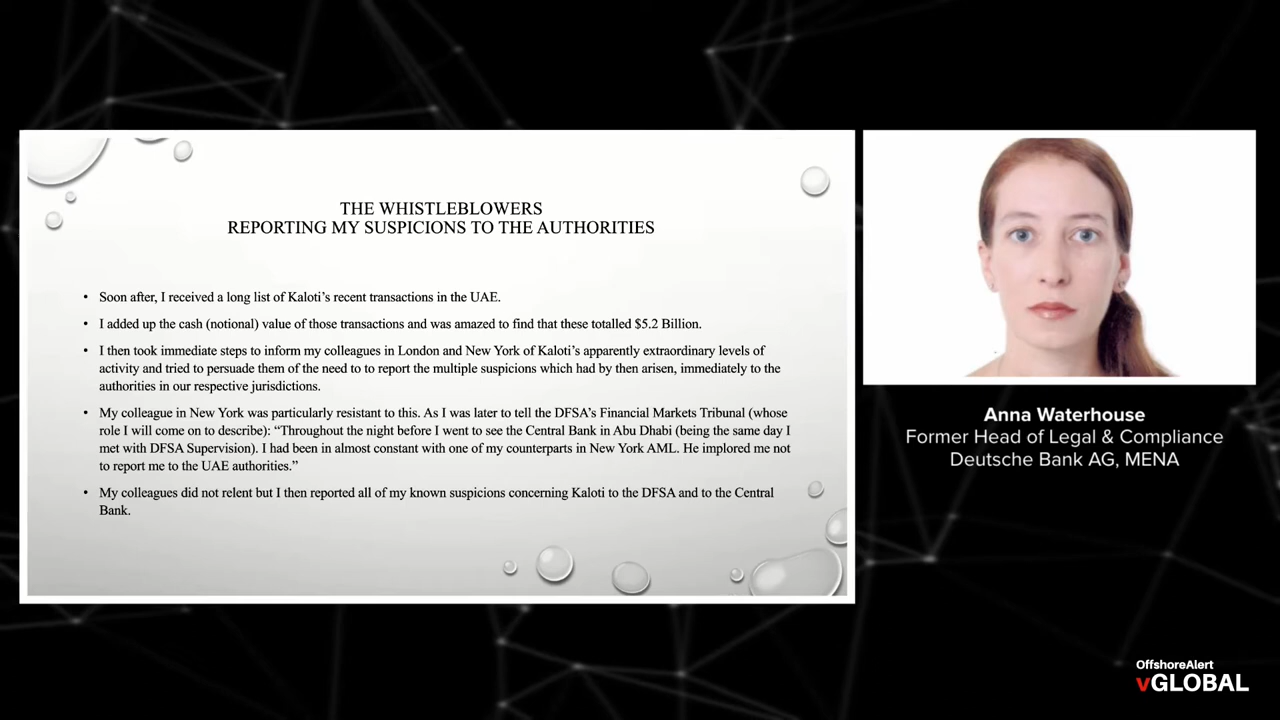 THE WHISTLEBLOWERS
REPORTING MY SUSPICIONS TO THE AUTHORITIES
• Soon after, I received a long list of Kaloti’s recent transactions in the UAE.
• I added up the cash (notional) value of those transactions and was amazed to find that these totalled $5.2 Billion.
• I then took immediate steps to inform my colleagues in London and New York of Kaloti’s apparently extraordinary levels of
activity and tried to persuade them of the need to to report the multiple suspicions which had by then arisen, immediately to the
authorities in our respective jurisdictions.
• My colleague in New York was particularly resistant to this. As I was later to tell the DFSA’s Financial Markets Tribunal (whose
role I will come on to describe): “Throughout the night before I went to see the Central Bank in Abu Dhabi (being the same day I
met with DFSA Supervision). I had been in almost constant with one of my counterparts in New York AML. He implored me not
to report me to the UAE authorities.”
• My colleagues did not relent but I then reported all of my known suspicions concerning Kaloti to the DFSA and to the Central
Bank.
Anna Waterhouse
Former Head of Legal & Compliance
Deutsche Bank AG, MENA
OffshoreAlert
vGLOBAL